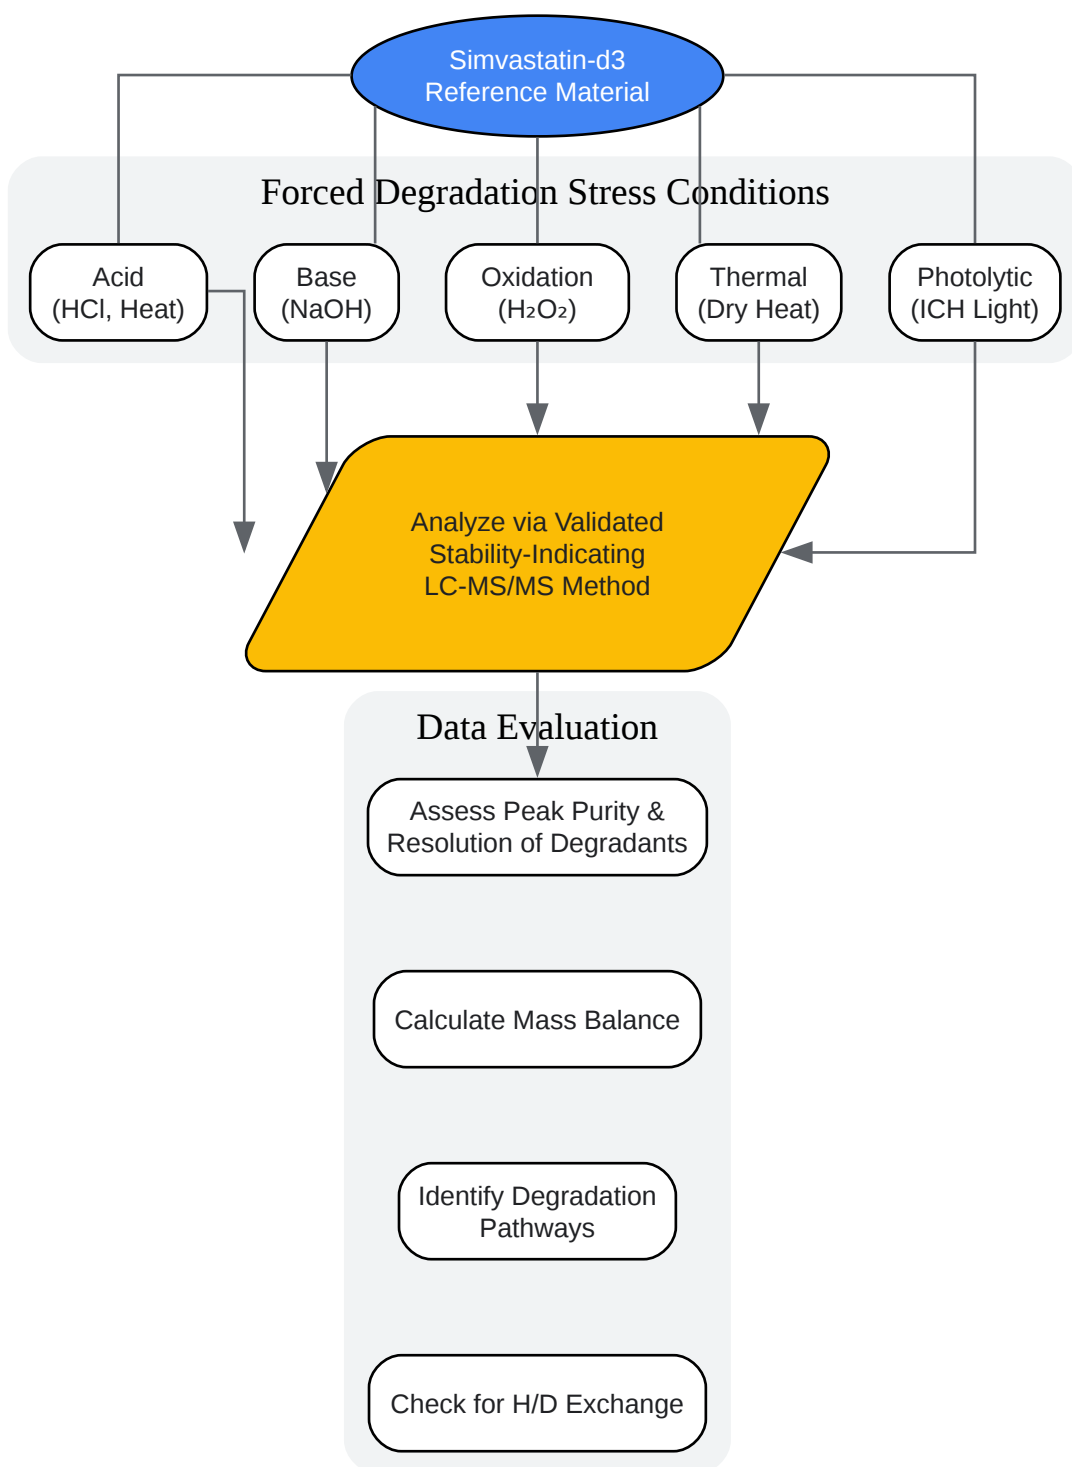 Simvastatin-d3
Reference Material
Forced Degradation Stress Conditions
Acid
(HCl, Heat)
Base
(NaOH)
Oxidation
(H₂O₂)
Thermal
(Dry Heat)
Photolytic
(ICH Light)
Analyze via Validated
Stability-Indicating
LC-MS/MS Method
Data Evaluation
Assess Peak Purity &
Resolution of Degradants
Calculate Mass Balance
Identify Degradation
Pathways
Check for H/D Exchange